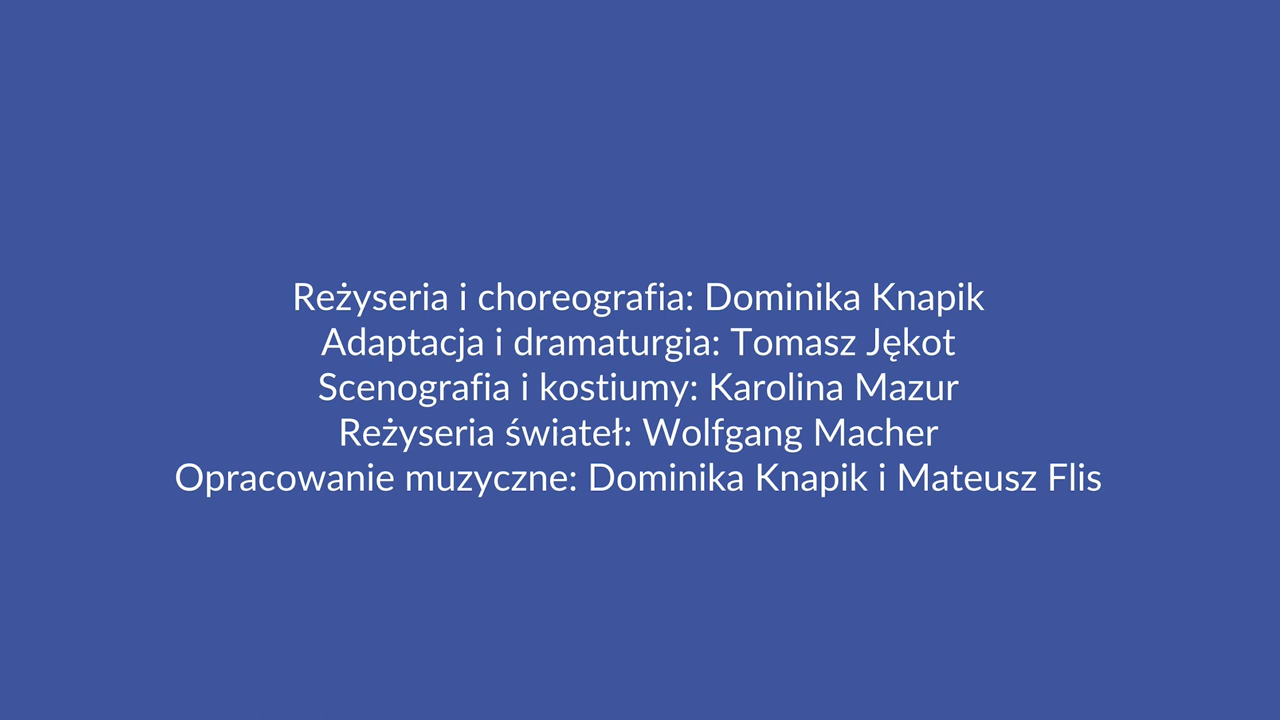 Reżyseria i choreografia: Dominika Knapik
Adaptacja i dramaturgia: Tomasz Jękot
Scenografia i kostiumy: Karolina Mazur
Reżyseria świateł: Wolfgang Macher
Opracowanie muzyczne: Dominika Knapik i Mateusz Flis